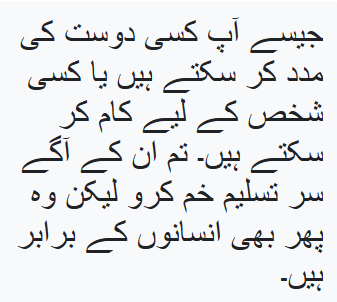 جیسے آپ کسی دوست کی
مدد کر سکتے ہیں یا کسی
شخص کے لیے کام کر
سکتے ہیں۔ تم ان کے آگے
سر تسلیم خم کرو لیکن وہ
پھر بھی انسانوں کے برابر
ہیں۔